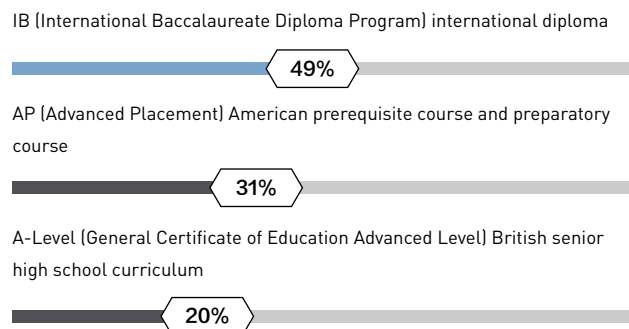 IB (International Baccalaureate Diploma Program) international diploma
49%
AP (Advanced Placement) American prerequisite course and preparatory
course
31%
A-Level (General Certificate of Education Advanced Level) British senior
high school curriculum
20%